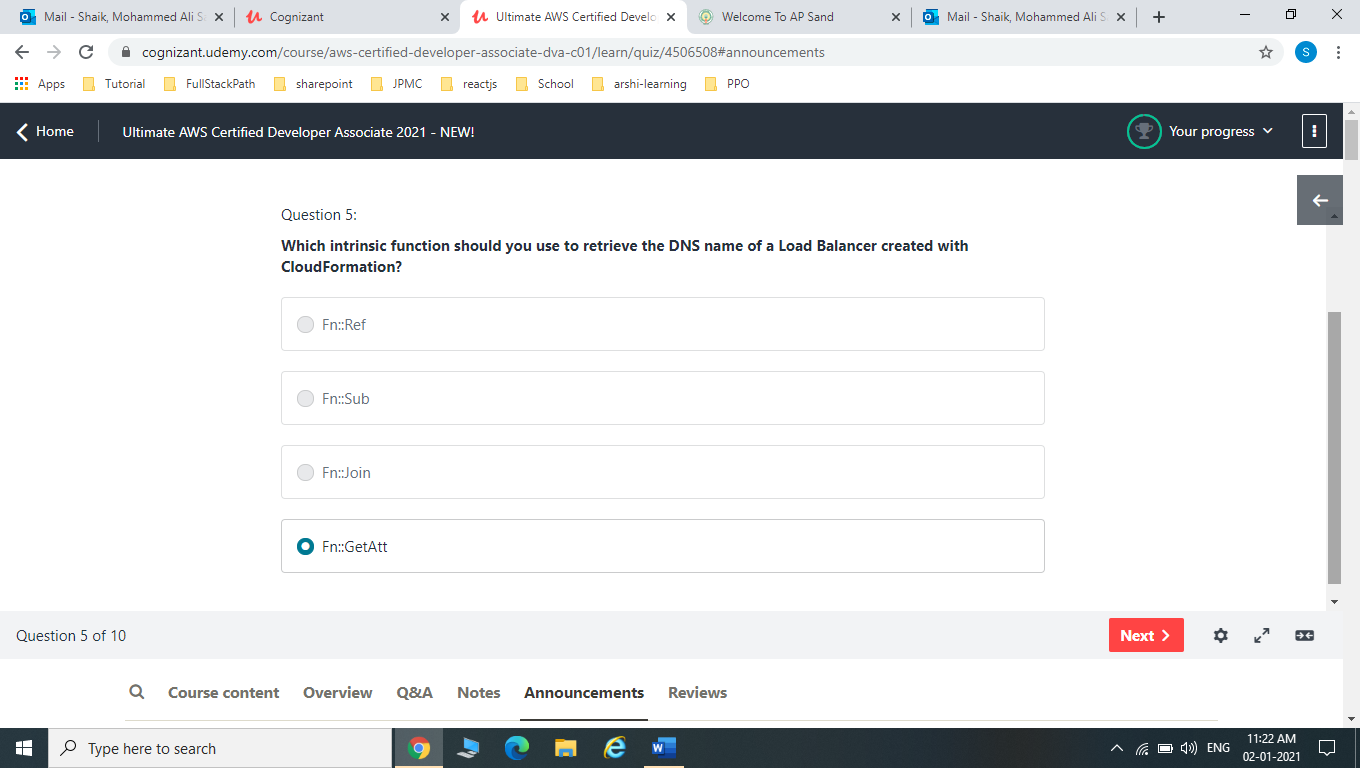 Mail - Shaik, Mohammed Ali S
Cognizant
Ultimate AWS Certified Develo
Welcome To AP Sand
Mail - Shaik, Mohammed Ali S
cognizant.udemy.com/course/aws-certified-developer-associate-dva-c01/learn/quiz/4506508#announcements
S
Apps
Tutorial
FullStackPath
sharepoint
JPMC
reactjs
School
arshi-learning
PPO
Home
Ultimate AWS Certified Developer Associate 2021 - NEW!
Your progress
Question 5:
Which intrinsic function should you use to retrieve the DNS name of a Load Balancer created with
CloudFormation?
Fn::Ref
Fn::Sub
Fn::Join
Fn::GetAtt
Question 5 of 10
Next
Course content
Overview
Q&A
Notes
Announcements
Reviews
Type here to search
ENG
11:22 AM
02-01-2021